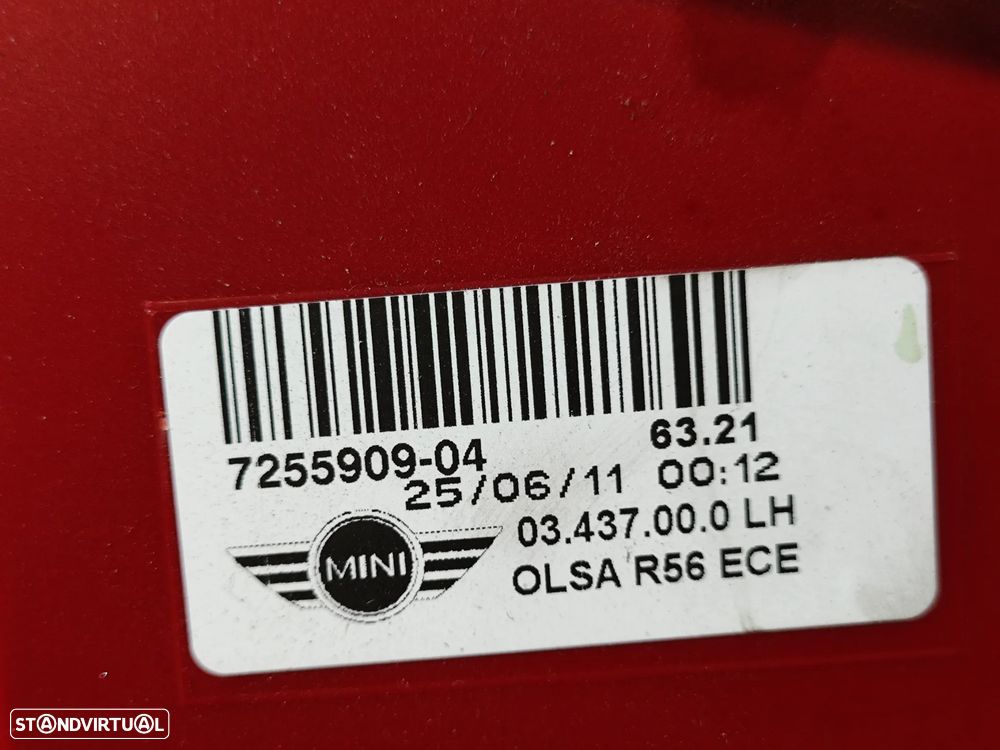 63.21
7255909-04
25/06/11 00:12
03.437.00.0 LH
MINI
OLSA R56 ECE
STANDVIRTUAL